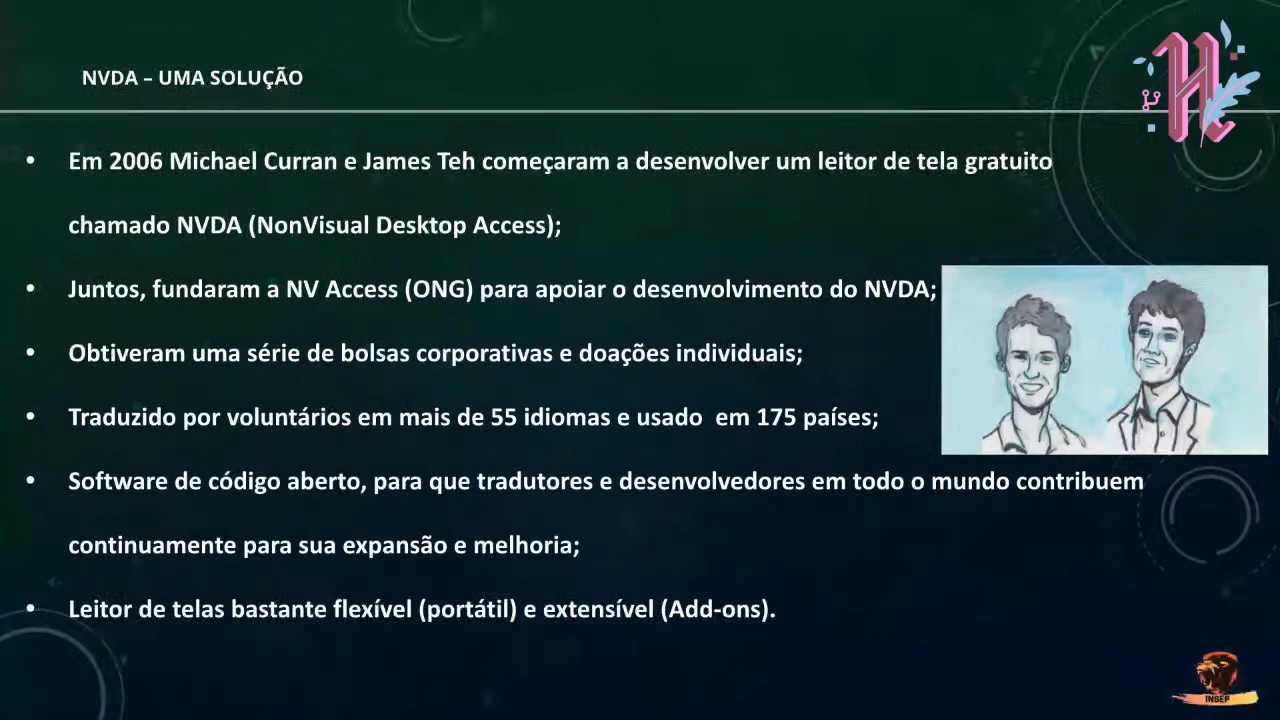 NVDA – UMA SOLUÇÃO
• Em 2006 Michael Curran e James Teh começaram a desenvolver um leitor de tela gratuito
chamado NVDA (NonVisual Desktop Access);
• Juntos, fundaram a NV Access (ONG) para apoiar o desenvolvimento do NVDA;
• Obtiveram uma série de bolsas corporativas e doações individuais;
• Traduzido por voluntários em mais de 55 idiomas e usado  em 175 países;
• Software de código aberto, para que tradutores e desenvolvedores em todo o mundo contribuem
continuamente para sua expansão e melhoria;
• Leitor de telas bastante flexível (portátil) e extensível (Add-ons).
H
INSEP